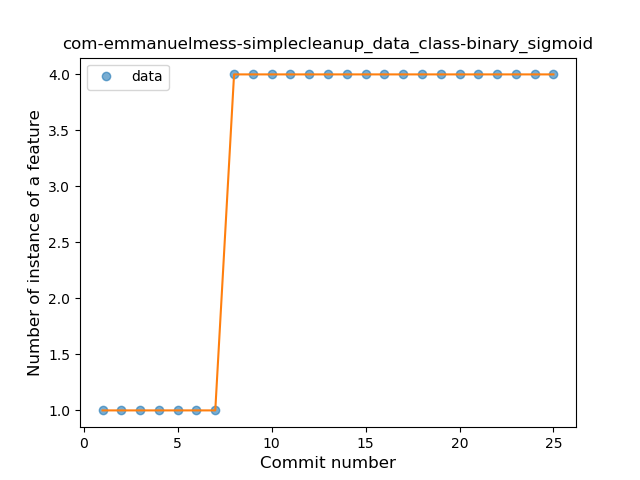 com-emmanuelmess-simplecleanup_data_class-binary_sigmoid
data
Number of instance of a feature
4.0
3.5
3.0
2.5
2.0
1.5
1.0
0 5 10 15 20 25
Commit number